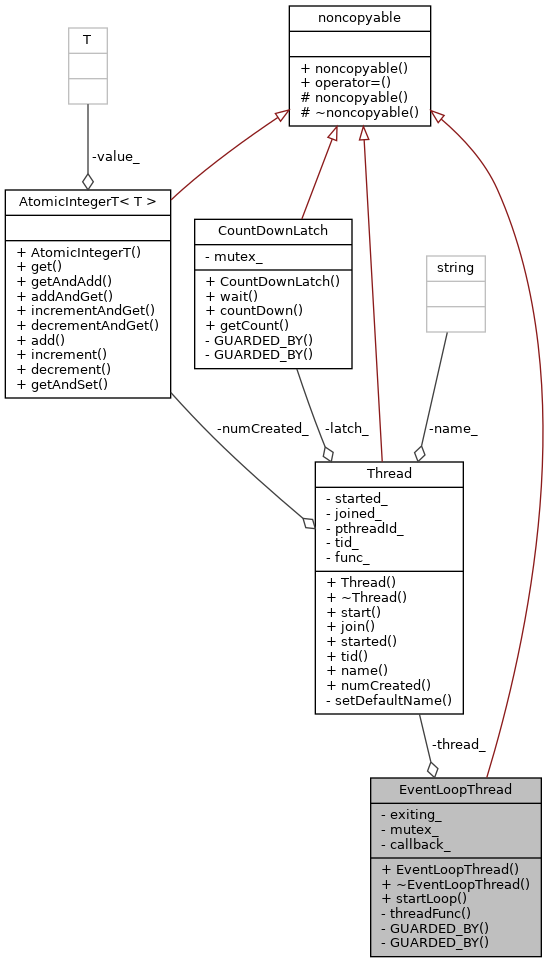 noncopyable
+ noncopyable()
+ operator=()
# noncopyable()
# ~noncopyable()
T
-value_
AtomicIntegerT< T >
+ AtomicIntegerT()
+ get()
+ getAndAdd()
+ addAndGet()
+ incrementAndGet()
+ decrementAndGet()
+ add()
+ increment()
+ decrement()
+ getAndSet()
CountDownLatch
- mutex_
+ CountDownLatch()
+ wait()
+ countDown()
+ getCount()
- GUARDED_BY()
- GUARDED_BY()
string
-numCreated_
-latch_
-name_
Thread
- started_
- joined_
- pthreadId_
- tid_
- func_
+ Thread()
+ ~Thread()
+ start()
+ join()
+ started()
+ tid()
+ name()
+ numCreated()
- setDefaultName()
-thread_
EventLoopThread
- exiting_
- mutex_
- callback_
+ EventLoopThread()
+ ~EventLoopThread()
+ startLoop()
- threadFunc()
- GUARDED_BY()
- GUARDED_BY()